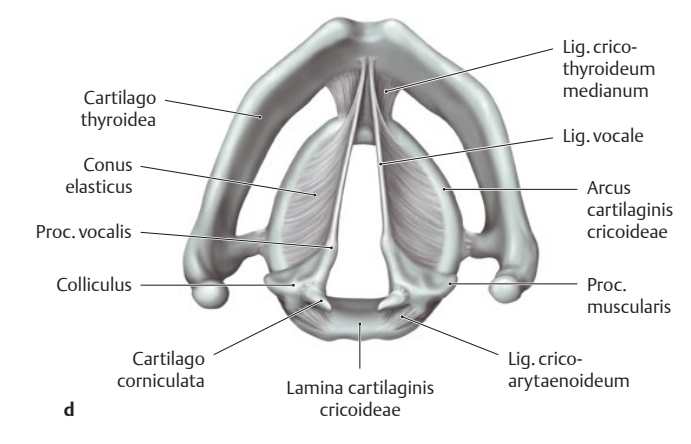 Lig. crico-
thyroideum
medianum
Cartilago
thyroidea
Lig. vocale
Conus
elasticus
Arcus
cartilaginis
cricoideae
Proc. vocalis
Colliculus
Proc.
muscularis
Cartilago
corniculata
Lig. crico-
arytaenoideum
Lamina cartilaginis
cricoideae
d